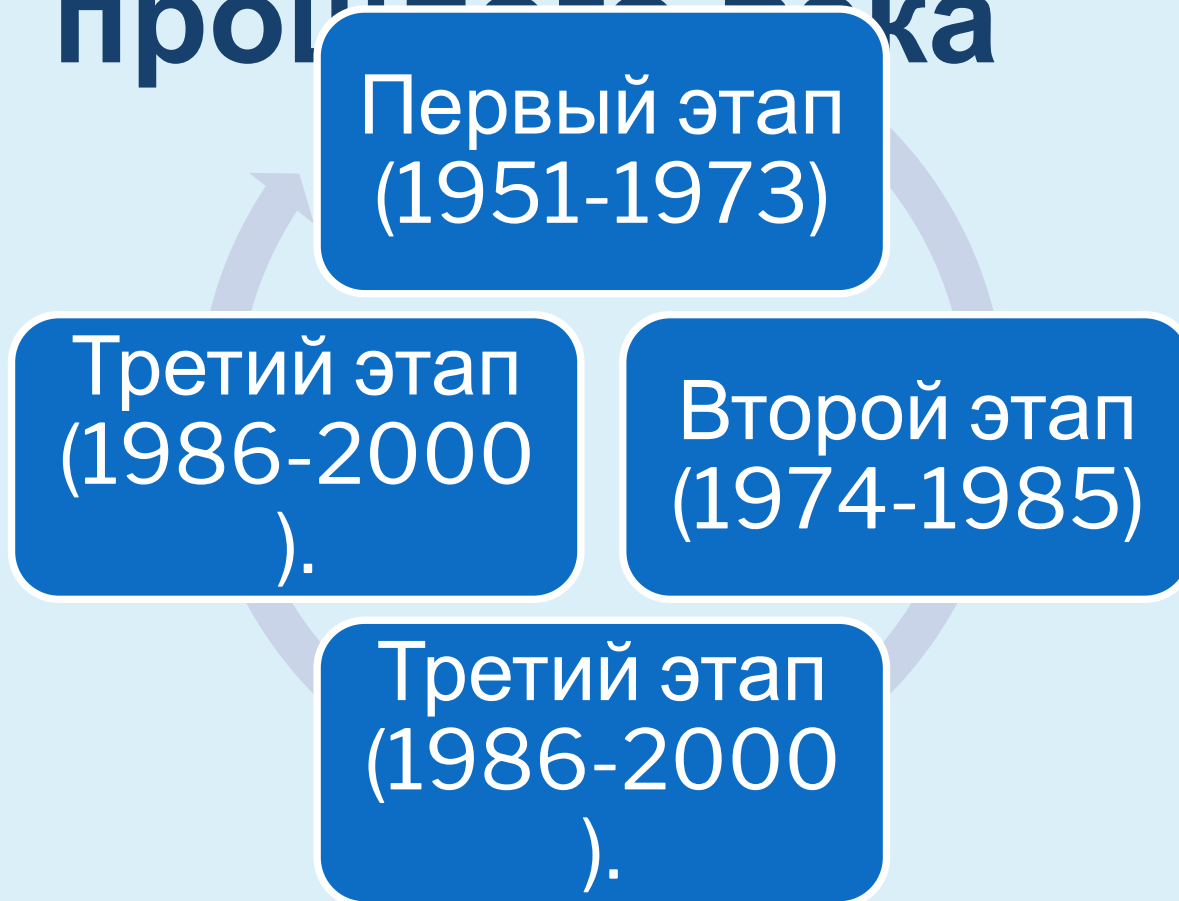 Первый этап
(1951-1973)
Третий этап
(1986-2000
).
Второй этап
(1974-1985)
Третий этап
(1986-2000
).